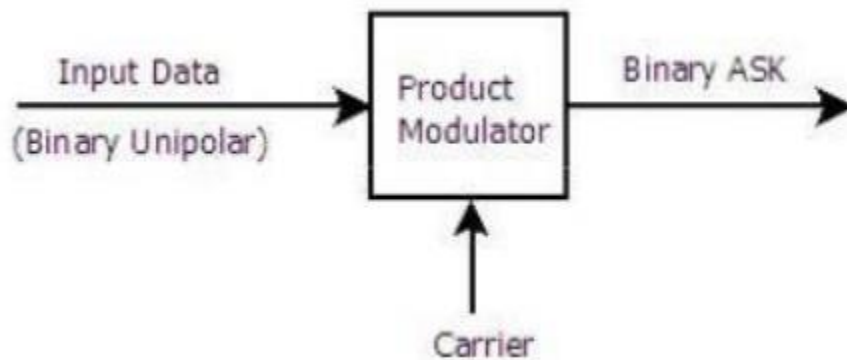 Input Data
(Binary Unipolar)
Product
Modulator
Binary ASK
Carrier